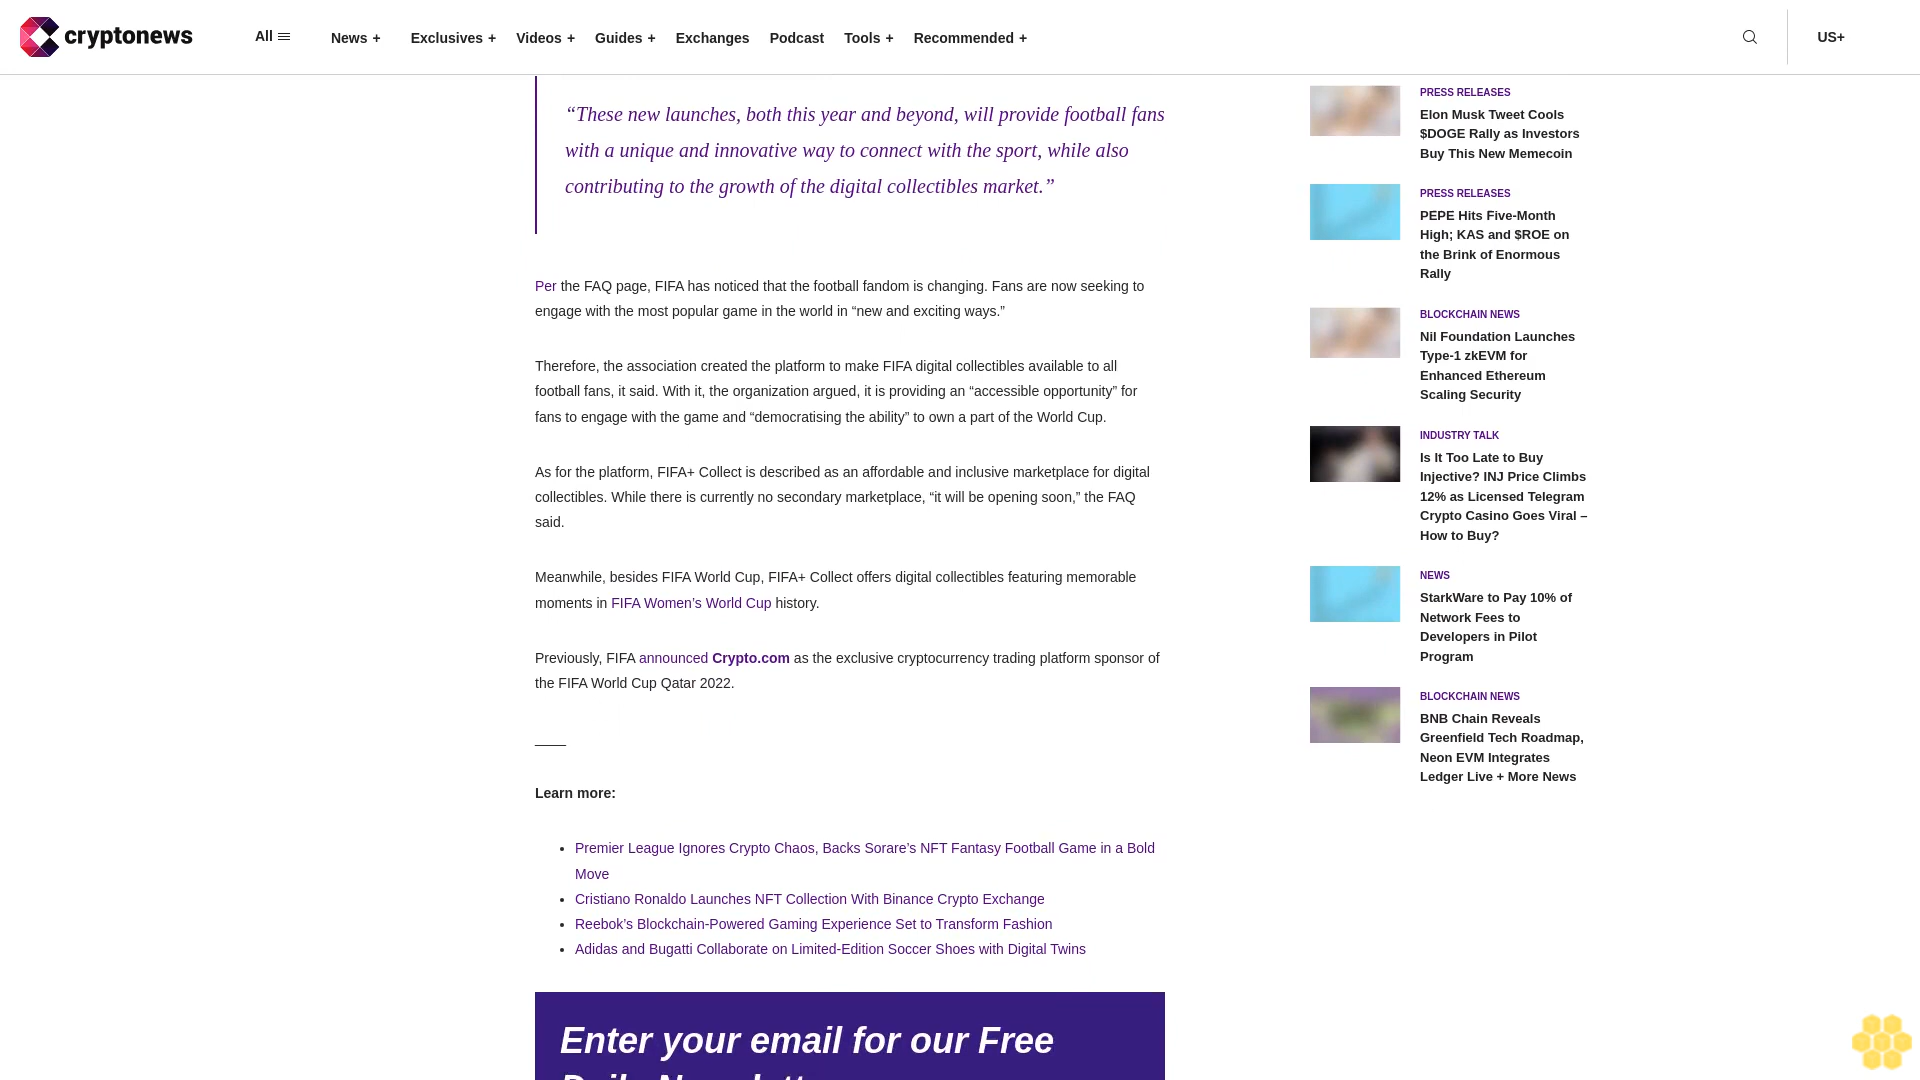 cryptonews
All
News +
Exclusives +
Videos +
Guides +
Exchanges
Podcast
Tools +
Recommended +
US+
“These new launches, both this year and beyond, will provide football fans
with a unique and innovative way to connect with the sport, while also
contributing to the growth of the digital collectibles market.”
Per the FAQ page, FIFA has noticed that the football fandom is changing. Fans are now seeking to
engage with the most popular game in the world in “new and exciting ways.”
Therefore, the association created the platform to make FIFA digital collectibles available to all
football fans, it said. With it, the organization argued, it is providing an “accessible opportunity” for
fans to engage with the game and “democratising the ability” to own a part of the World Cup.
As for the platform, FIFA+ Collect is described as an affordable and inclusive marketplace for digital
collectibles. While there is currently no secondary marketplace, “it will be opening soon,” the FAQ
said.
Meanwhile, besides FIFA World Cup, FIFA+ Collect offers digital collectibles featuring memorable
moments in FIFA Women’s World Cup history.
Previously, FIFA announced Crypto.com as the exclusive cryptocurrency trading platform sponsor of
the FIFA World Cup Qatar 2022.
____
Learn more:
Premier League Ignores Crypto Chaos, Backs Sorare’s NFT Fantasy Football Game in a Bold
Move
Cristiano Ronaldo Launches NFT Collection With Binance Crypto Exchange
Reebok’s Blockchain-Powered Gaming Experience Set to Transform Fashion
Adidas and Bugatti Collaborate on Limited-Edition Soccer Shoes with Digital Twins
Enter your email for our Free
PRESS RELEASES
Elon Musk Tweet Cools
$DOGE Rally as Investors
Buy This New Memecoin
PRESS RELEASES
PEPE Hits Five-Month
High; KAS and $ROE on
the Brink of Enormous
Rally
BLOCKCHAIN NEWS
Nil Foundation Launches
Type-1 zkEVM for
Enhanced Ethereum
Scaling Security
INDUSTRY TALK
Is It Too Late to Buy
Injective? INJ Price Climbs
12% as Licensed Telegram
Crypto Casino Goes Viral –
How to Buy?
NEWS
StarkWare to Pay 10% of
Network Fees to
Developers in Pilot
Program
BLOCKCHAIN NEWS
BNB Chain Reveals
Greenfield Tech Roadmap,
Neon EVM Integrates
Ledger Live + More News